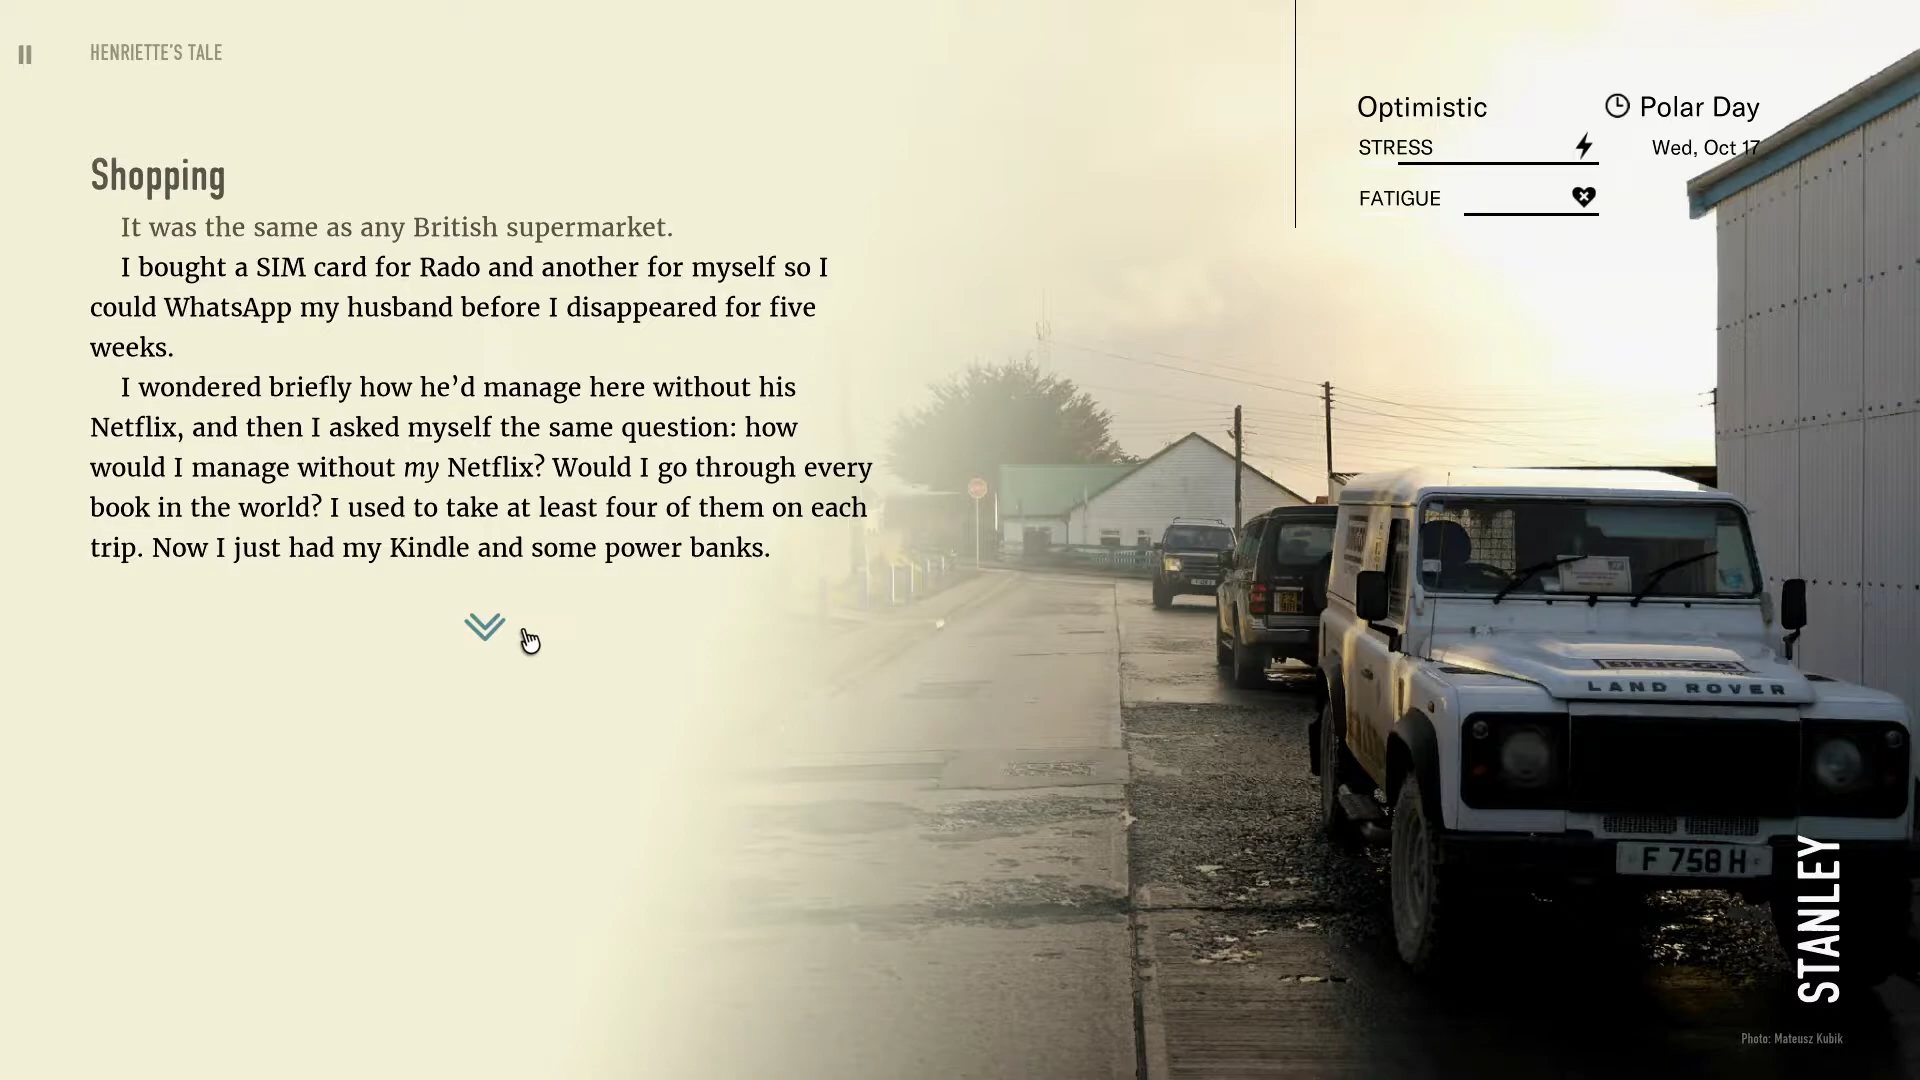 HENRIETTE'S TALE
Shopping
It was the same as any British supermarket.
I bought a SIM card for Rado and another for myself so I
could WhatsApp my husband before I disappeared for five
weeks.
I wondered briefly how he’d manage here without his
Netflix, and then I asked myself the same question: how
would I manage without my Netflix? Would I go through every
book in the world? I used to take at least four of them on each
trip. Now I just had my Kindle and some power banks.
Optimistic
Polar Day
STRESS
Wed, Oct 17
FATIGUE
BRIGGS
LAND ROVER
F 758 H
STANLEY
Photo: Mateusz Kubik